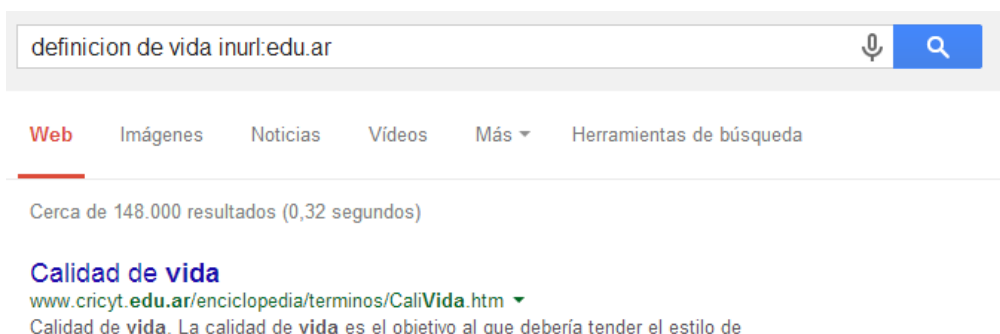 definicion de vida inurl:edu.ar
Web Imágenes Noticias Vídeos Más Herramientas de búsqueda
Cerca de 148.000 resultados (0,32 segundos)
Calidad de vida
www.cricyt.edu.ar/enciclopedia/terminos/CaliVida.htm
Calidad de vida. La calidad de vida es el objetivo al que debería tender el estilo de